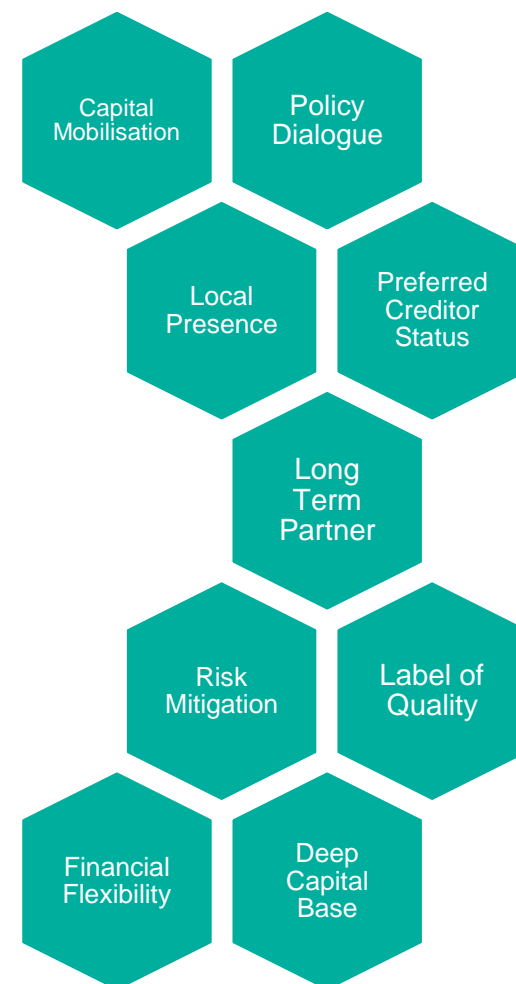 Capital
Mobilisation
Policy
Dialogue
Local
Presence
Preferred
Creditor
Status
Long
Term
Partner
Risk
Mitigation
Label of
Quality
Financial
Flexibility
Deep
Capital
Base